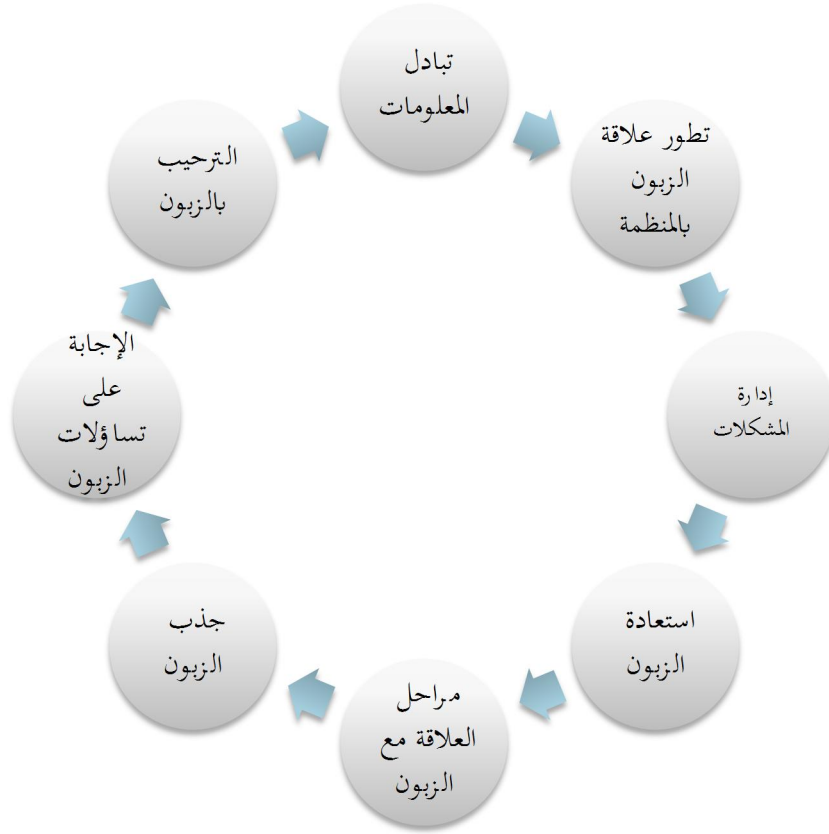 تبادل
المعلومات
تطور علاقة
الزبون
بالمنظمة
إدارة
المشكلات
استعادة
الزبون
مراحل
العلاقة مع
الزبون
جذب
الزبون
الإجابة
على
تساؤلات
الزبون
الترحيب
بالزبون